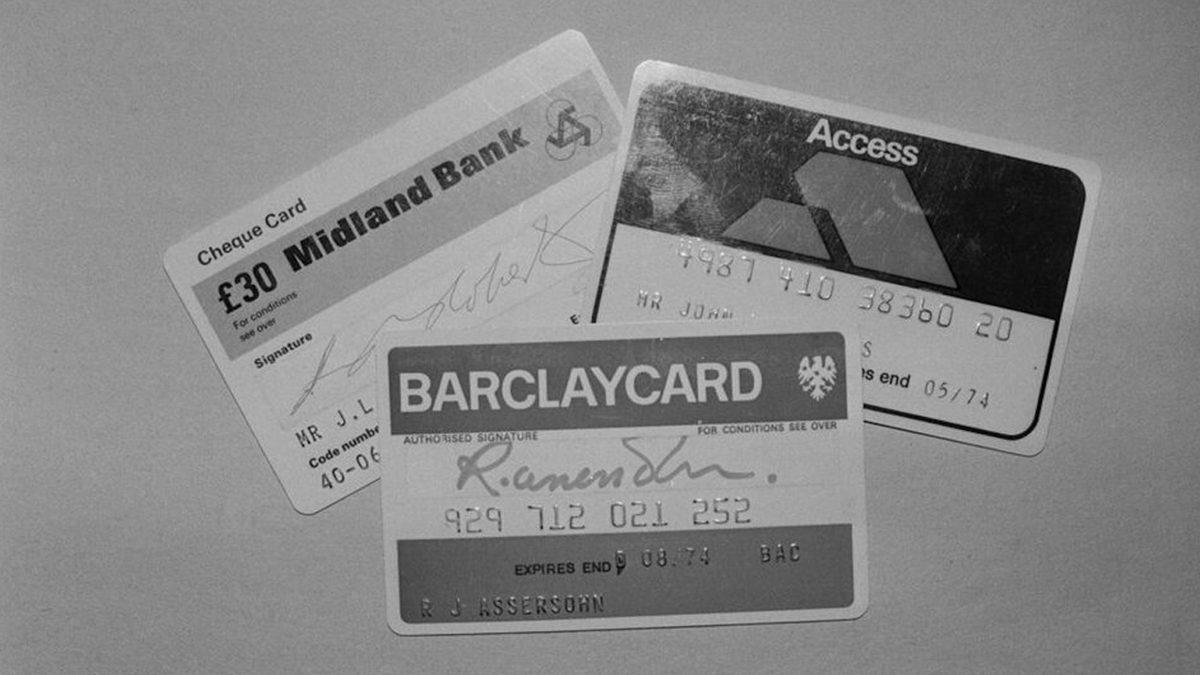 Cheque Card
£30 Midland Bank
For conditions
see over
Signature
MR J.L
Code numbe
40-06
Access
4987 410 38360 20
MR JOHN
S
es end 05/74
BARCLAYCARD
AUTHORISED SIGNATURE
FOR CONDITIONS SEE OVER
929 712 021 252
EXPIRES END 08/74 BAC
R J ASSERSOHN